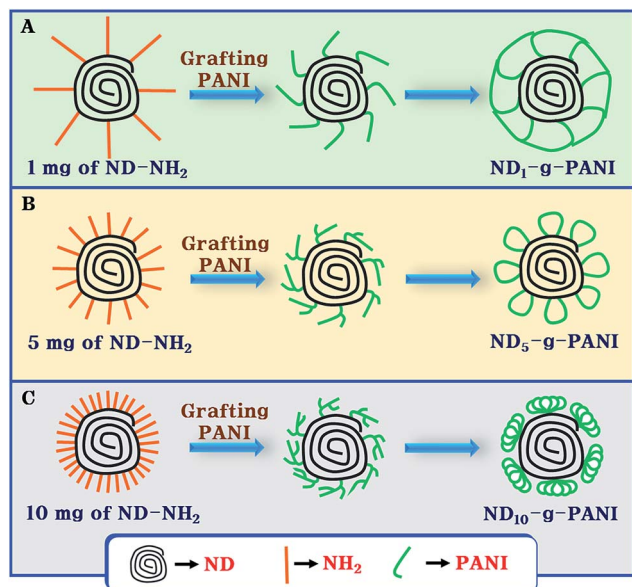 A
Grafting
PANI
1 mg of ND-NH₂
ND₁-g-PANI
B
Grafting
PANI
5 mg of ND-NH₂
ND₅-g-PANI
C
Grafting
PANI
10 mg of ND-NH₂
ND₁₀-g-PANI
→ ND
→ NH₂
→ PANI